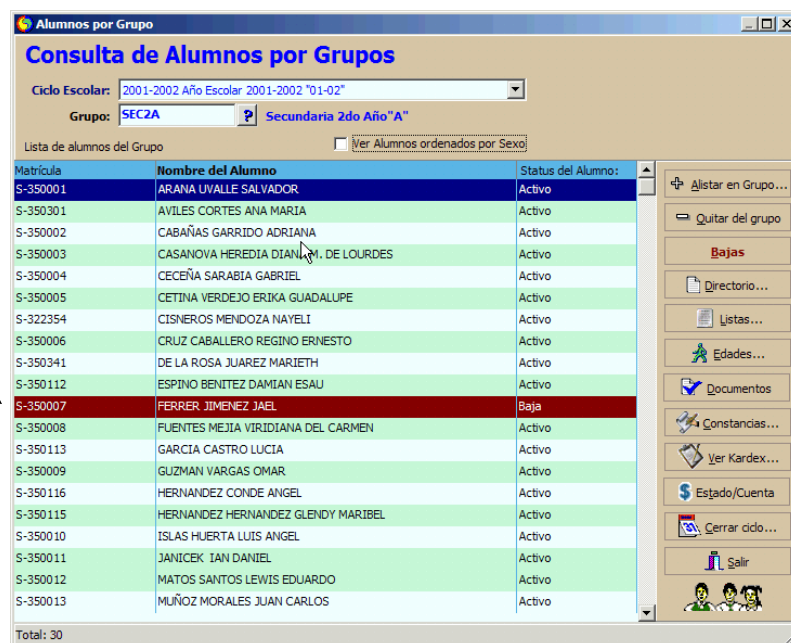 Alumnos por Grupo
Consulta de Alumnos por Grupos
Ciclo Escolar: 2001-2002 Año Escolar 2001-2002 "01-02"
Grupo: SEC2A ? Secundaria 2do Año"A"
Lista de alumnos del Grupo Ver Alumnos ordenados por Sexo
Matrícula Nombre del Alumno Status del Alumno:
S-350001 ARANA UVALLE SALVADOR Activo
S-350301 AVILES CORTES ANA MARIA Activo
S-350002 CABAÑAS GARRIDO ADRIANA Activo
S-350003 CASANOVA HEREDIA DIANA M. DE LOURDES Activo
S-350004 CECEÑA SARABIA GABRIEL Activo
S-350005 CETINA VERDEJO ERIKA GUADALUPE Activo
S-322354 CISNEROS MENDOZA NAYELI Activo
S-350006 CRUZ CABALLERO REGINO ERNESTO Activo
S-350341 DE LA ROSA JUAREZ MARIETH Activo
S-350112 ESPINO BENITEZ DAMIAN ESAU Activo
S-350007 FERRER JIMENEZ JAEL Baja
S-350008 FUENTES MEJIA VIRIDIANA DEL CARMEN Activo
S-350113 GARCIA CASTRO LUCIA Activo
S-350009 GUZMAN VARGAS OMAR Activo
S-350116 HERNANDEZ CONDE ANGEL Activo
S-350115 HERNANDEZ HERNANDEZ GLENDY MARIBEL Activo
S-350010 ISLAS HUERTA LUIS ANGEL Activo
S-350011 JANICEK IAN DANIEL Activo
S-350012 MATOS SANTOS LEWIS EDUARDO Activo
S-350013 MUÑOZ MORALES JUAN CARLOS Activo
Alistar en Grupo...
Quitar del grupo
Bajas
Directorio...
Listas...
Edades...
Documentos
Constancias...
Ver Kardex...
$ Estado/Cuenta
Cerrar ciclo...
Salir
Total: 30